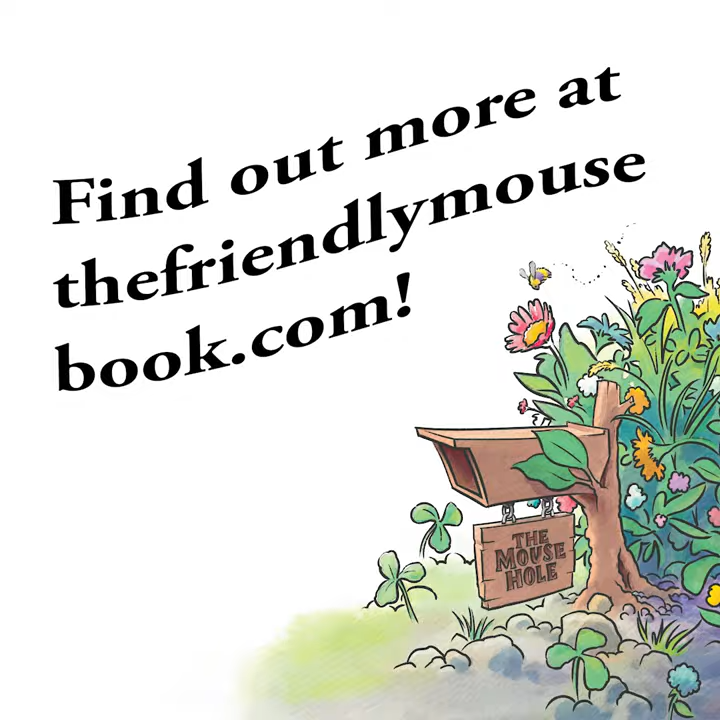 Find out more at
thefriendlymouse
book.com!
THE
MOUSE
HOLE